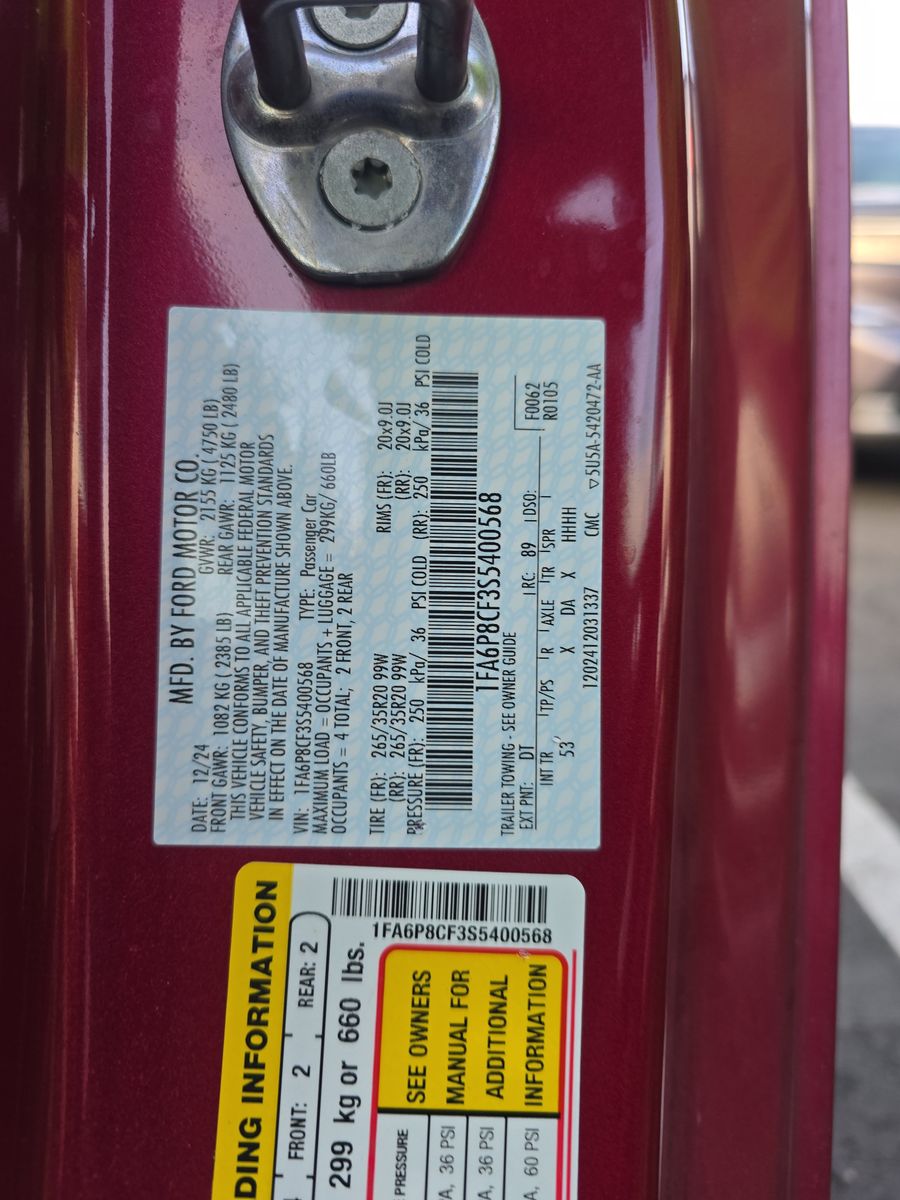 MFD. BY FORD MOTOR CO.
DATE: 12/24 GVWR: 2155 KG ( 4750 LB)
FRONT GAWR: 1082 KG ( 2385 LB) REAR GAWR: 1125 KG ( 2480 LB)
THIS VEHICLE CONFORMS TO ALL APPLICABLE FEDERAL MOTOR
VEHICLE SAFETY, BUMPER, AND THEFT PREVENTION STANDARDS
IN EFFECT ON THE DATE OF MANUFACTURE SHOWN ABOVE.
VIN: 1FA6P8CF3S5400568 TYPE: Passenger Car
MAXIMUM LOAD = OCCUPANTS + LUGGAGE = 299KG/ 660LB
OCCUPANTS = 4 TOTAL; 2 FRONT, 2 REAR
TIRE (FR): 265/35R20 99W RIMS (FR): 20x9.0J
(RR): 265/35R20 99W (RR): 20x9.0J
PRESSURE (FR): 250 kPa/ 36 PSI COLD (RR): 250 kPa/ 36 PSI COLD
1FA6P8CF3S5400568
TRAILER TOWING - SEE OWNER GUIDE
EXT PNT: DT RC: 89 DSO: F0062
INT TR TP/PS R AXLE TR SPR R0105
53 X DA X HHHH
1202412031337 CMC ▽5U5A-5420472-AA
DING INFORMATION
FRONT: 2 REAR: 2
299 kg or 660 lbs.
1FA6P8CF3S5400568
PRESSURE
A, 36 PSI
A, 36 PSI
A, 60 PSI
SEE OWNERS
MANUAL FOR
ADDITIONAL
INFORMATION